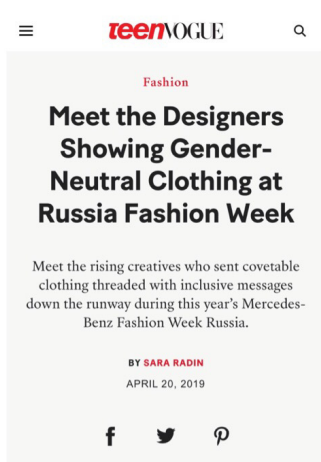 teenVOGUE
Fashion
Meet the Designers
Showing Gender-
Neutral Clothing at
Russia Fashion Week
Meet the rising creatives who sent covetable
clothing threaded with inclusive messages
down the runway during this year's Mercedes-
Benz Fashion Week Russia.
BY SARA RADIN
APRIL 20, 2019